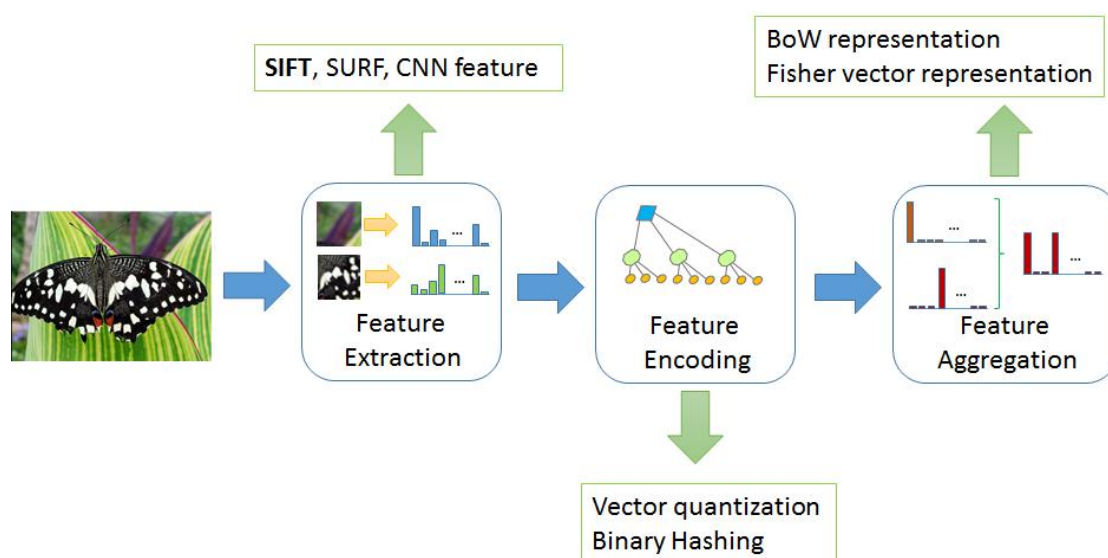 SIFT, SURF, CNN feature
BoW representation
Fisher vector representation
...
...
Feature
Extraction
Feature
Encoding
...
...
...
Feature
Aggregation
Vector quantization
Binary Hashing